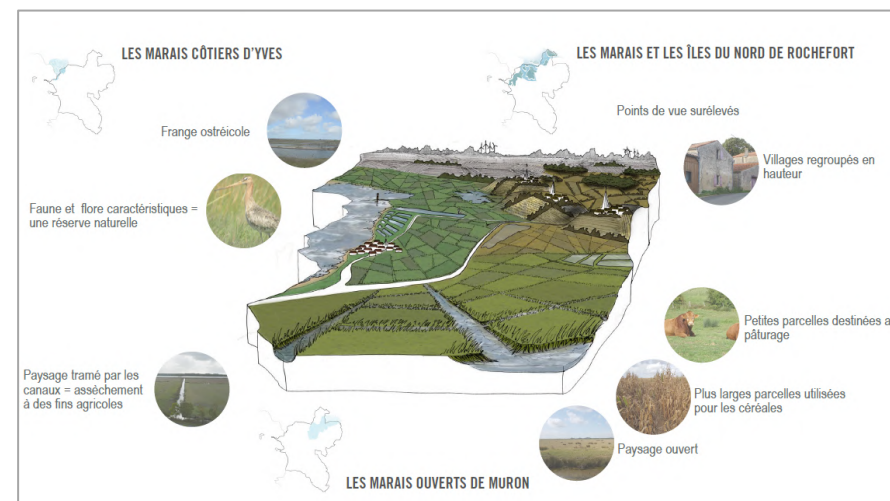 LES MARAIS CÔTIERS D'YVES
LES MARAIS ET LES ÎLES DU NORD DE ROCHEFORT
Frange ostréicole
Points de vue surélevés
Villages regroupés en
hauteur
Faune et flore caractéristiques =
une réserve naturelle
Petites parcelles destinées a
pâturage
Paysage tramé par les
canaux = assèchement
à des fins agricoles
Plus larges parcelles utilisées
pour les céréales
Paysage ouvert
LES MARAIS OUVERTS DE MURON